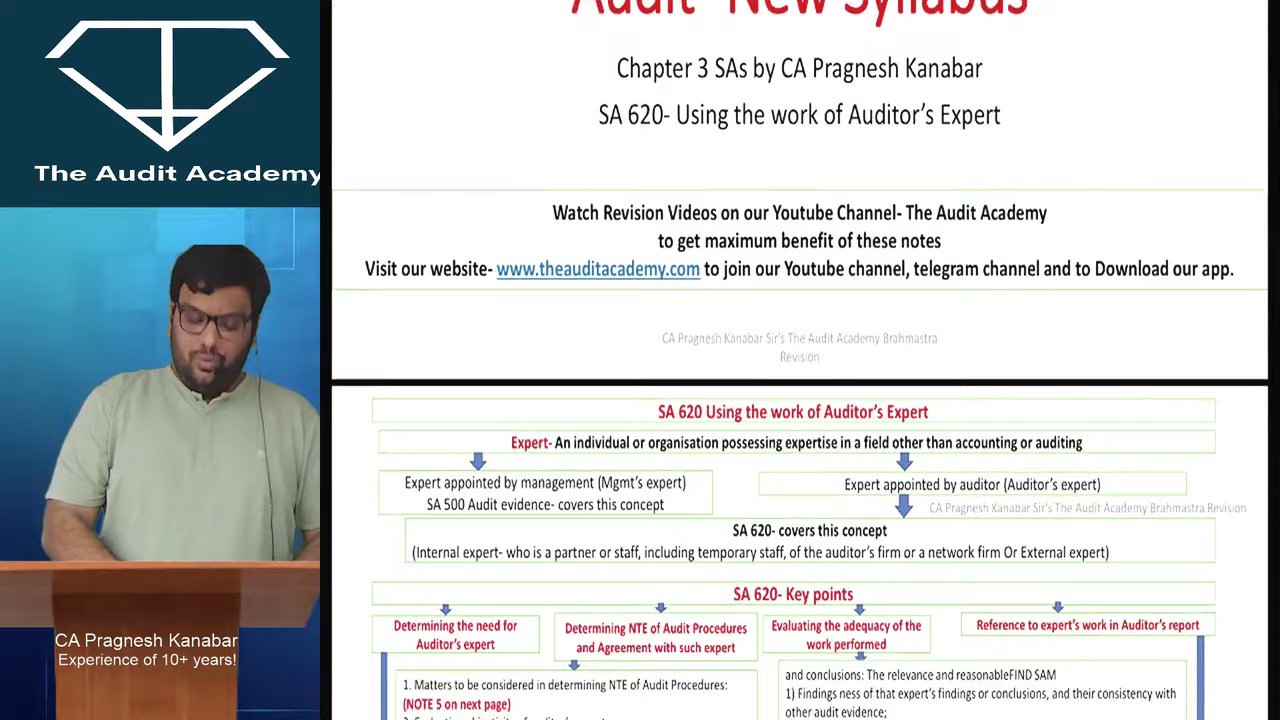 The Audit Academy
CA Pragnesh Kanabar
Experience of 10+ years!
Audit- New Syllabus
Chapter 3 SAs by CA Pragnesh Kanabar
SA 620- Using the work of Auditor's Expert
Watch Revision Videos on our Youtube Channel- The Audit Academy
to get maximum benefit of these notes
Visit our website- www.theauditacademy.com to join our Youtube channel, telegram channel and to Download our app.
CA Pragnesh Kanabar Sir's The Audit Academy Brahmastra
Revision
SA 620 Using the work of Auditor's Expert
Expert- An individual or organisation possessing expertise in a field other than accounting or auditing
Expert appointed by management (Mgmt's expert)
SA 500 Audit evidence- covers this concept
Expert appointed by auditor (Auditor's expert)
CA Pragnesh Kanabar Sir's The Audit Academy Brahmastra Revision
SA 620- covers this concept
(Internal expert- who is a partner or staff, including temporary staff, of the auditor's firm or a network firm Or External expert)
SA 620- Key points
Determining the need for
Auditor's expert
Determining NTE of Audit Procedures
and Agreement with such expert
Evaluating the adequacy of the
work performed
Reference to expert's work in Auditor's report
1. Matters to be considered in determining NTE of Audit Procedures:
(NOTE 5 on next page)
and conclusions: The relevance and reasonableFIND SAM
1) Findings ness of that expert's findings or conclusions, and their consistency with
other audit evidence;